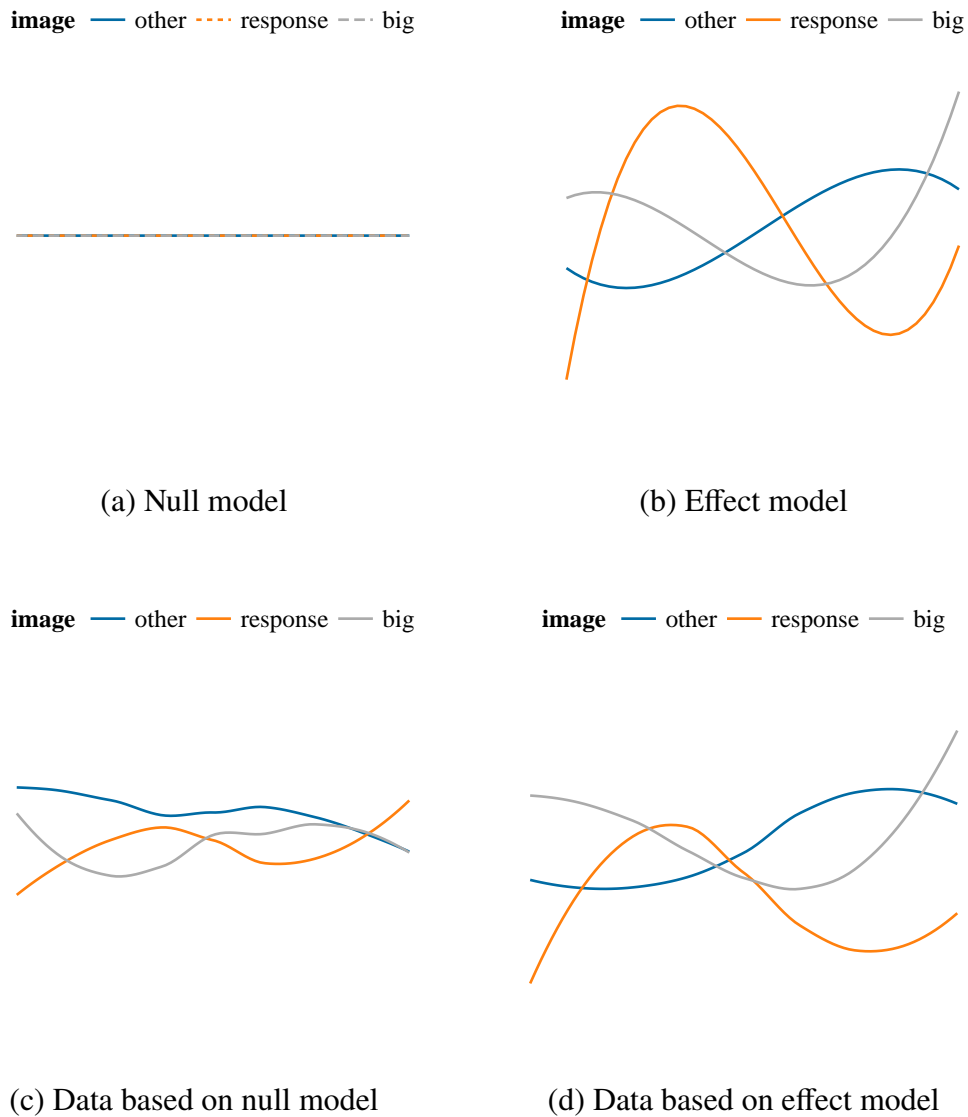 image other response big
image other response big
(a) Null model
(b) Effect model
image other response big
image other response big
(c) Data based on null model
(d) Data based on effect model